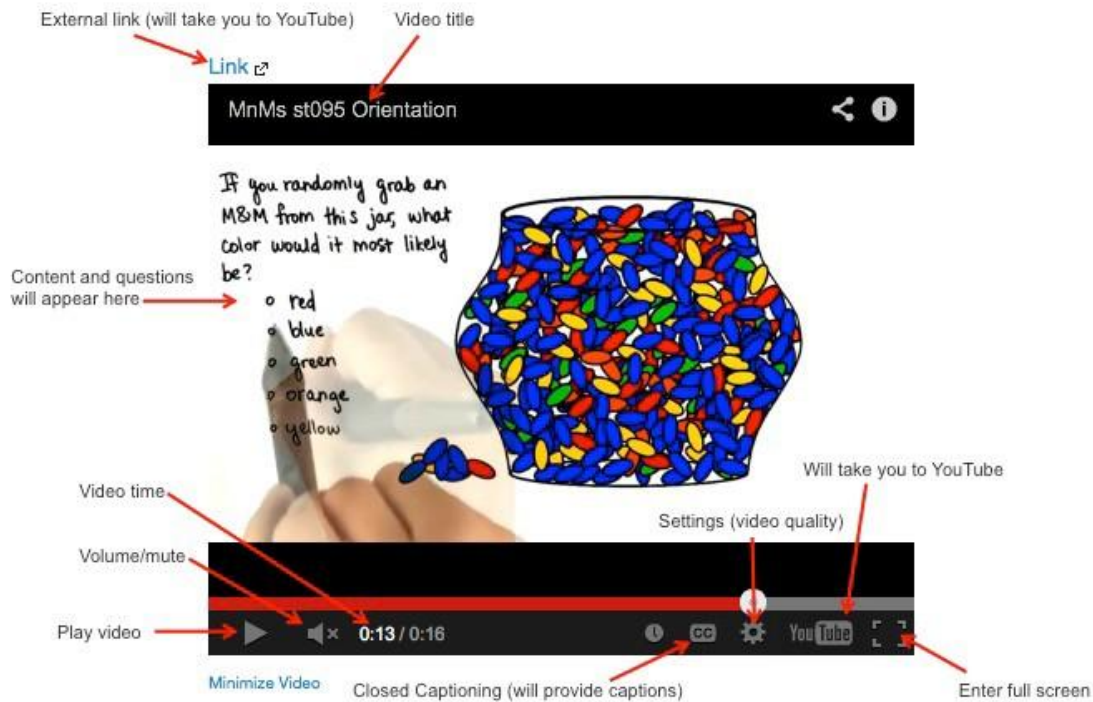 External link (will take you to YouTube)
Video title
Link
MnMs st095 Orientation
If you randomly grab an
M&M from this jar, what
color would it most likely
be?
red
blue
green
orange
yellow
Content and questions
will appear here
Will take you to YouTube
Video time
Settings (video quality)
Volume/mute
Play video
0:13 / 0:16
CC
YouTube
Minimize Video
Closed Captioning (will provide captions)
Enter full screen